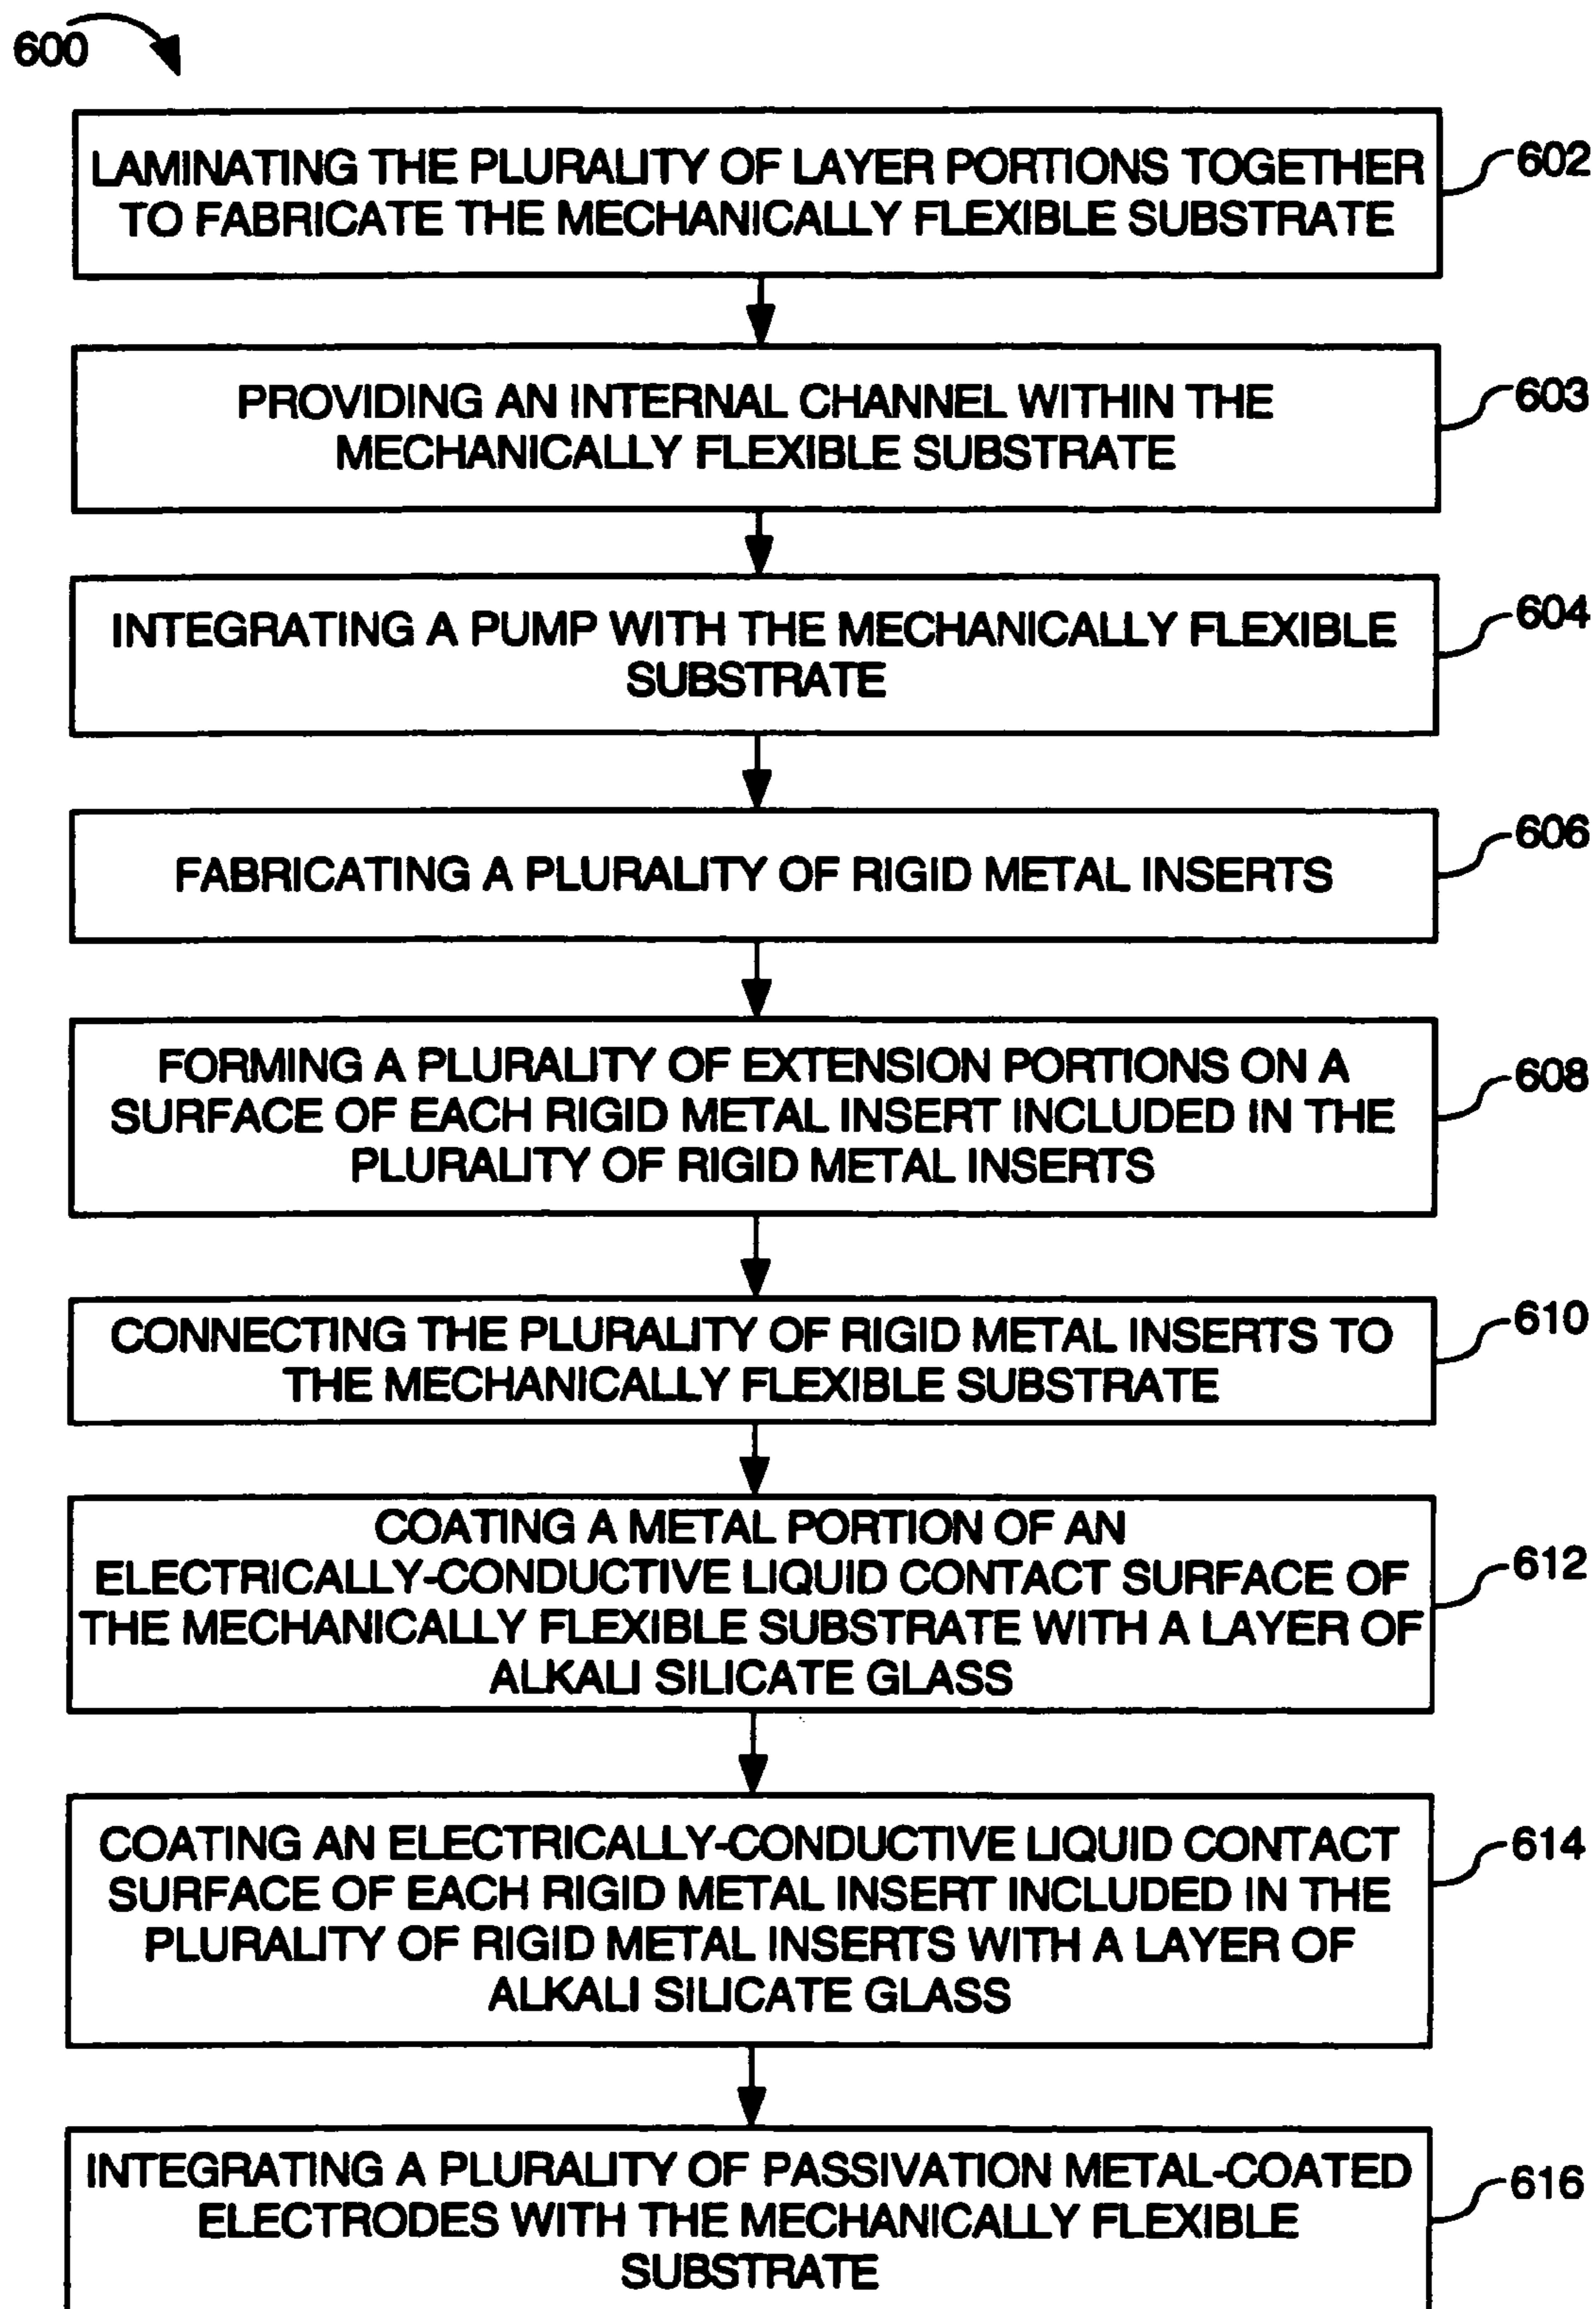 600
LAMINATING THE PLURALITY OF LAYER PORTIONS TOGETHER
TO FABRICATE THE MECHANICALLY FLEXIBLE SUBSTRATE
602
PROVIDING AN INTERNAL CHANNEL WITHIN THE
MECHANICALLY FLEXIBLE SUBSTRATE
603
INTEGRATING A PUMP WITH THE MECHANICALLY FLEXIBLE
SUBSTRATE
604
FABRICATING A PLURALITY OF RIGID METAL INSERTS
606
FORMING A PLURALITY OF EXTENSION PORTIONS ON A
SURFACE OF EACH RIGID METAL INSERT INCLUDED IN THE
PLURALITY OF RIGID METAL INSERTS
608
CONNECTING THE PLURALITY OF RIGID METAL INSERTS TO
THE MECHANICALLY FLEXIBLE SUBSTRATE
610
COATING A METAL PORTION OF AN
ELECTRICALLY-CONDUCTIVE LIQUID CONTACT SURFACE OF
THE MECHANICALLY FLEXIBLE SUBSTRATE WITH A LAYER OF
ALKALI SILICATE GLASS
612
COATING AN ELECTRICALLY-CONDUCTIVE LIQUID CONTACT
SURFACE OF EACH RIGID METAL INSERT INCLUDED IN THE
PLURALITY OF RIGID METAL INSERTS WITH A LAYER OF
ALKALI SILICATE GLASS
614
INTEGRATING A PLURALITY OF PASSIVATION METAL-COATED
ELECTRODES WITH THE MECHANICALLY FLEXIBLE
SUBSTRATE
616